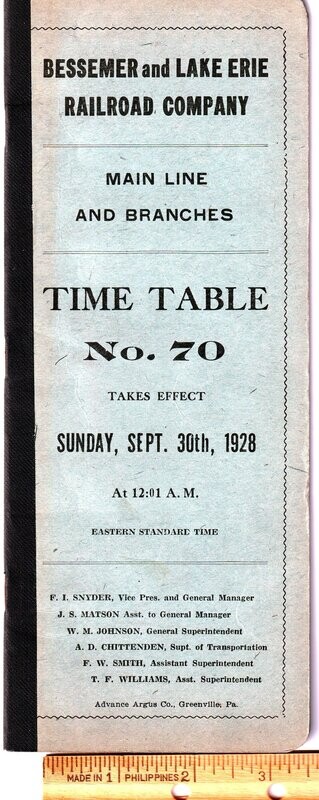 BESSEMER and LAKE ERIE
RAILROAD COMPANY
MAIN LINE
AND BRANCHES
TIME TABLE
No. 70
TAKES EFFECT
SUNDAY, SEPT. 30th, 1928
At 12:01 A. M.
EASTERN STANDARD TIME
F. I. SNYDER, Vice Pres. and General Manager
J. S. MATSON Asst. to General Manager
W. M. JOHNSON, General Superintendent
A. D. CHITTENDEN, Supt. of Transportation
F. W. SMITH, Assistant Superintendent
T. F. WILLIAMS, Asst. Superintendent
Advance Argus Co., Greenville, Pa.
MADE IN 1 PHILIPPINES 2 3